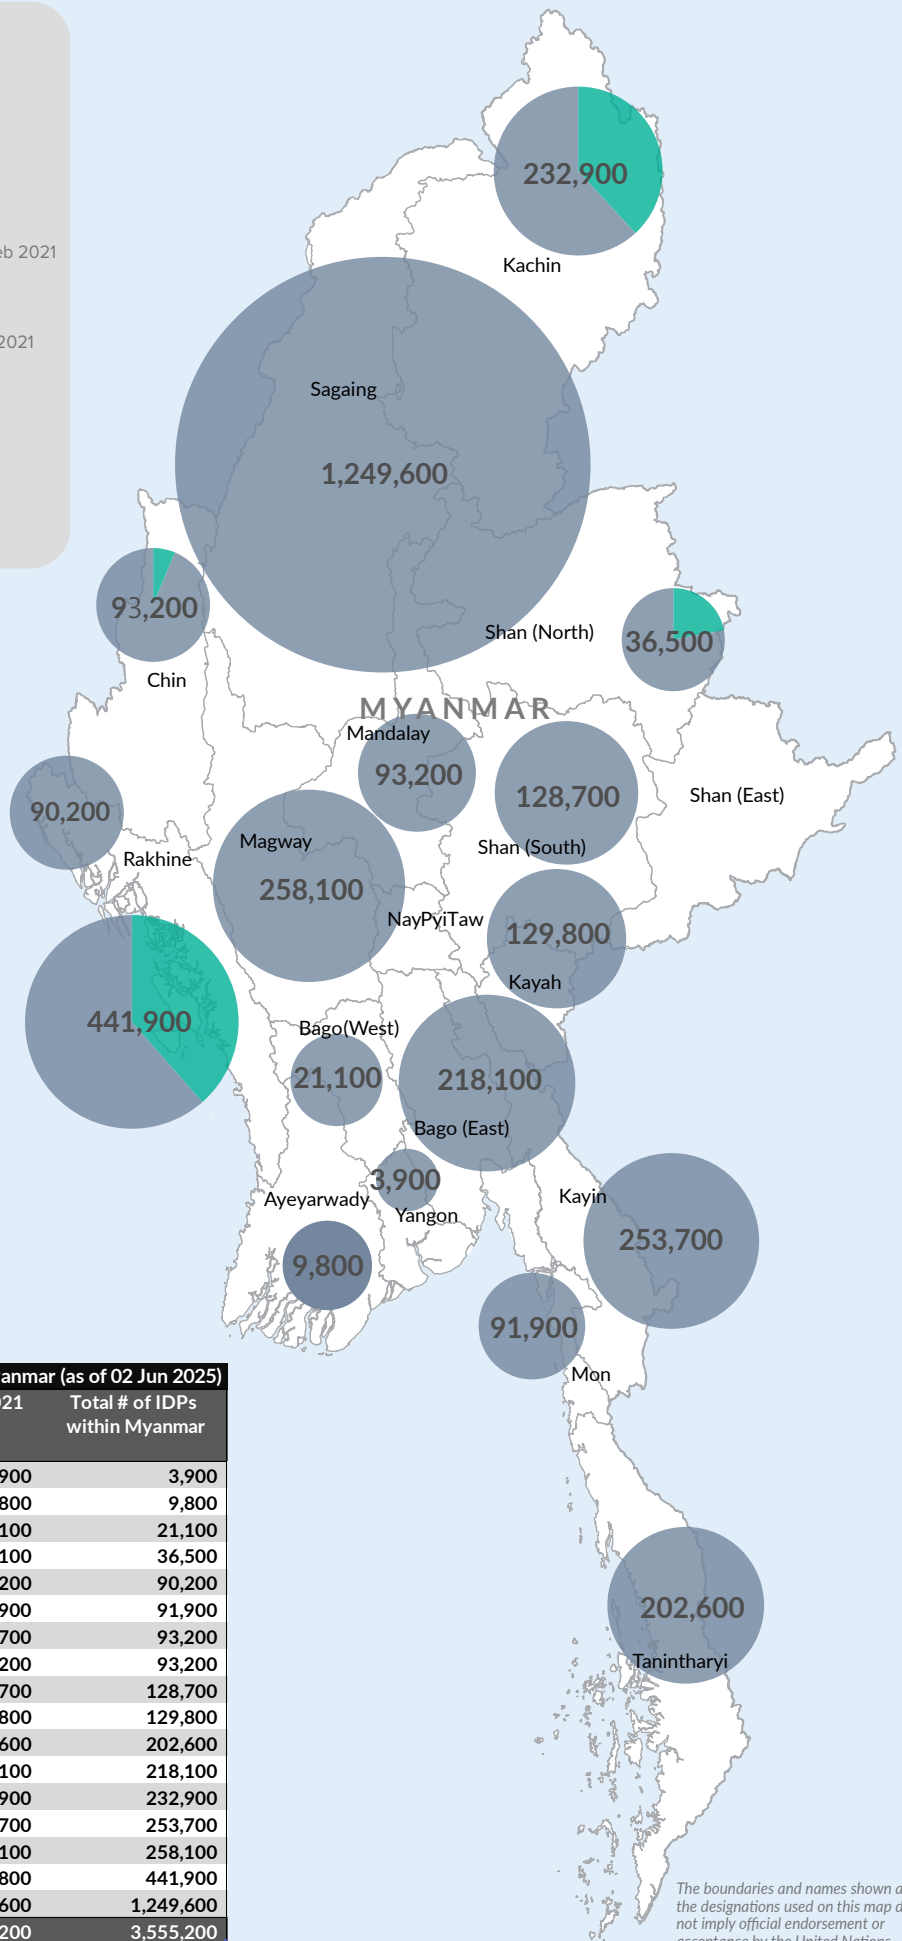 eb 2021
2021
232,900
Kachin
Sagaing
1,249,600
93,200
Chin
Shan (North)
36,500
MYANMAR
Mandalay
93,200
128,700
Shan (South)
Shan (East)
90,200
Rakhine
Magway
258,100
NayPyiTaw
129,800
Kayah
441,900
Bago(West)
21,100
218,100
Bago (East)
3,900
Yangon
Ayeyarwady
9,800
Kayin
253,700
91,900
Mon
202,600
Tanintharyi
anmar (as of 02 Jun 2025)
21 Total # of IDPs
within Myanmar
900 3,900
800 9,800
100 21,100
100 36,500
200 90,200
900 91,900
700 93,200
200 93,200
700 128,700
800 129,800
600 202,600
100 218,100
900 232,900
700 253,700
100 258,100
800 441,900
600 1,249,600
200 3,555,200
The boundaries and names shown a
the designations used on this map d
not imply official endorsement or
acceptance by the United Nations